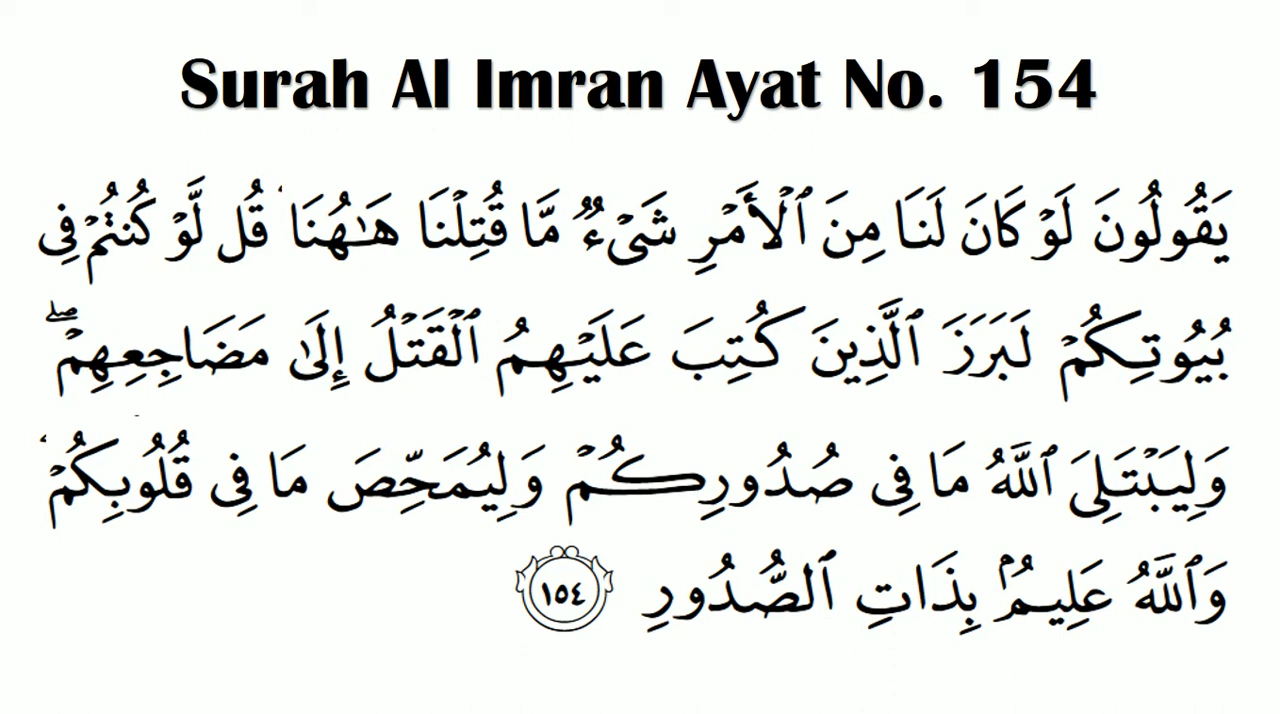 Surah Al Imran Ayat No. 154
يَقُولُونَ لَوْ كَانَ لَنَا مِنَ ٱلْأَمْرِ شَىْءٌ مَّا قُتِلْنَا هَـٰهُنَا ۗ قُل لَّوْ كُنتُمْ فِى
بُيُوتِكُمْ لَبَرَزَ ٱلَّذِينَ كُتِبَ عَلَيْهِمُ ٱلْقَتْلُ إِلَىٰ مَضَاجِعِهِمْ ۖ
وَلِيَبْتَلِىَ ٱللَّهُ مَا فِى صُدُورِكُمْ وَلِيُمَحِّصَ مَا فِى قُلُوبِكُمْ
وَٱللَّهُ عَلِيمٌۢ بِذَاتِ ٱلصُّدُورِ ١٥٤